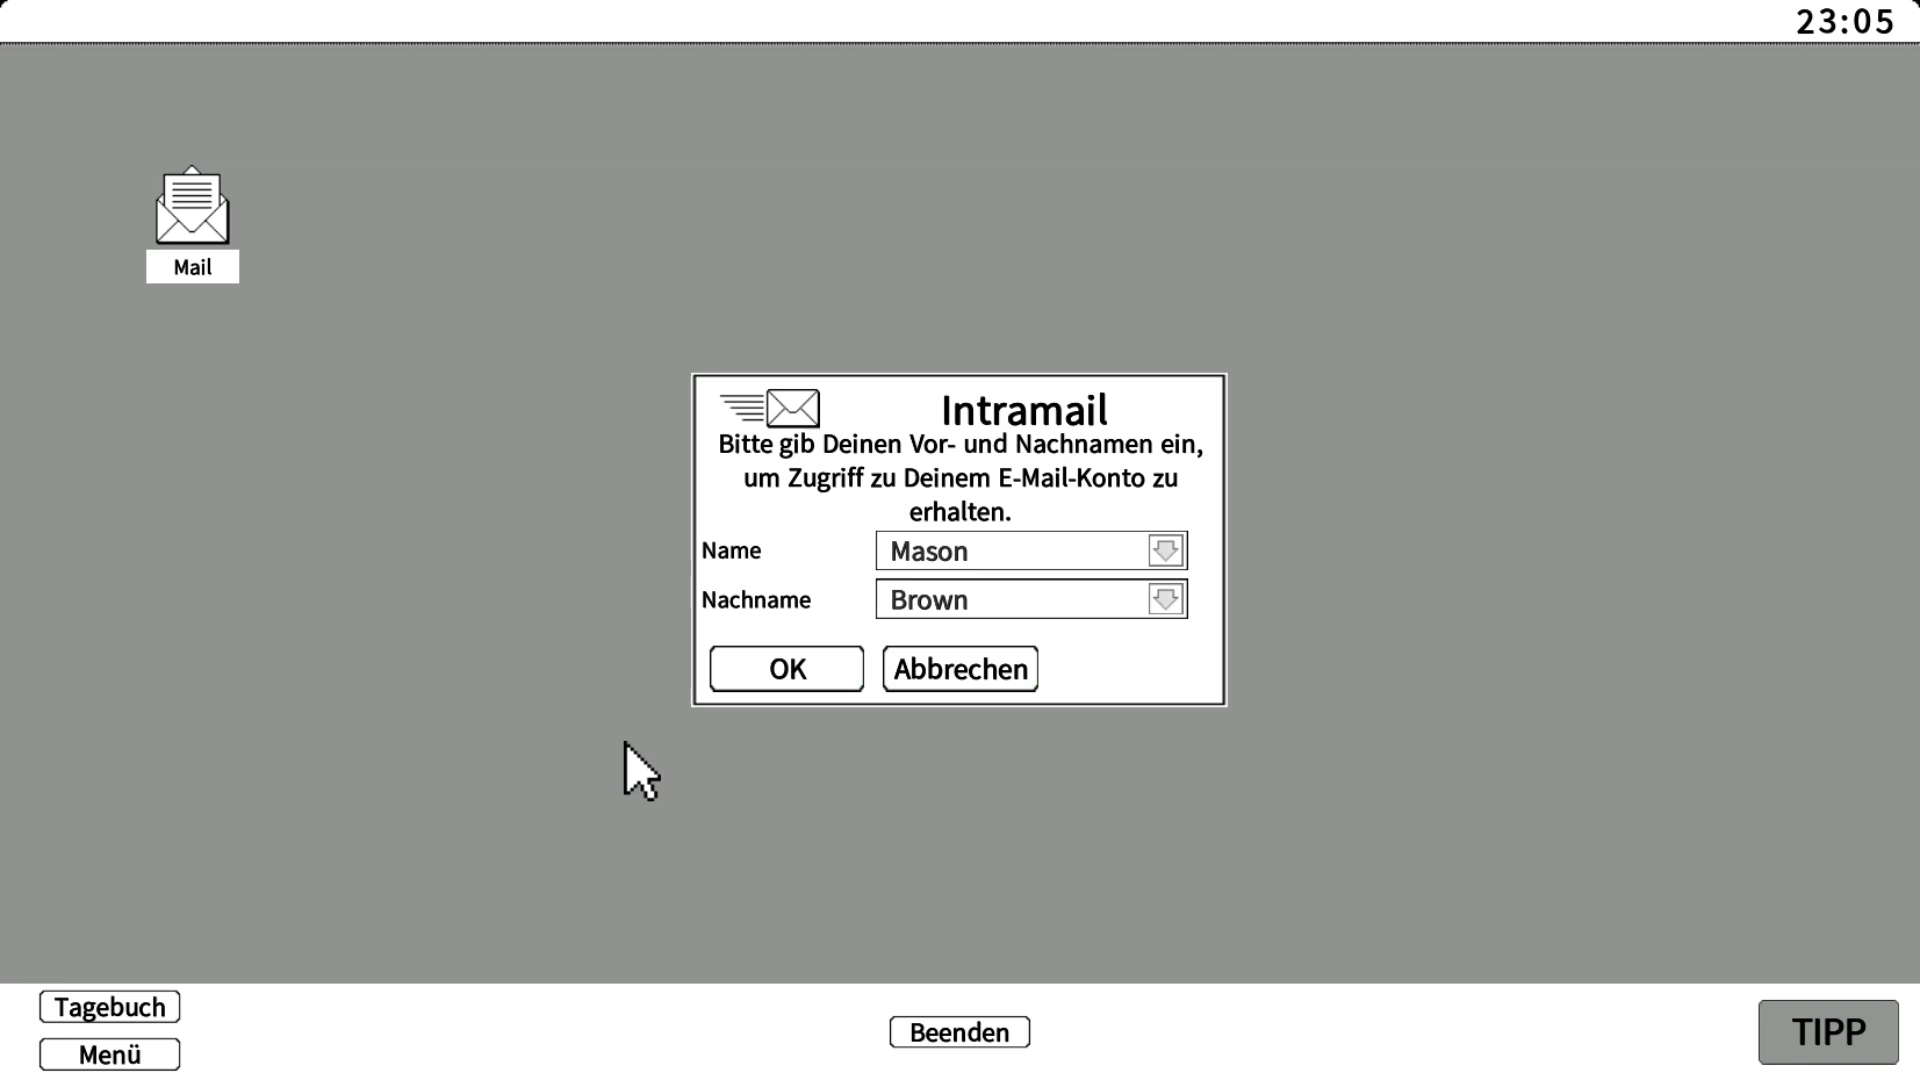 23:05
Mail
Intramail
Bitte gib Deinen Vor- und Nachnamen ein,
um Zugriff zu Deinem E-Mail-Konto zu
erhalten.
Name
Mason
Nachname
Brown
OK
Abbrechen
Tagebuch
Menü
Beenden
TIPP